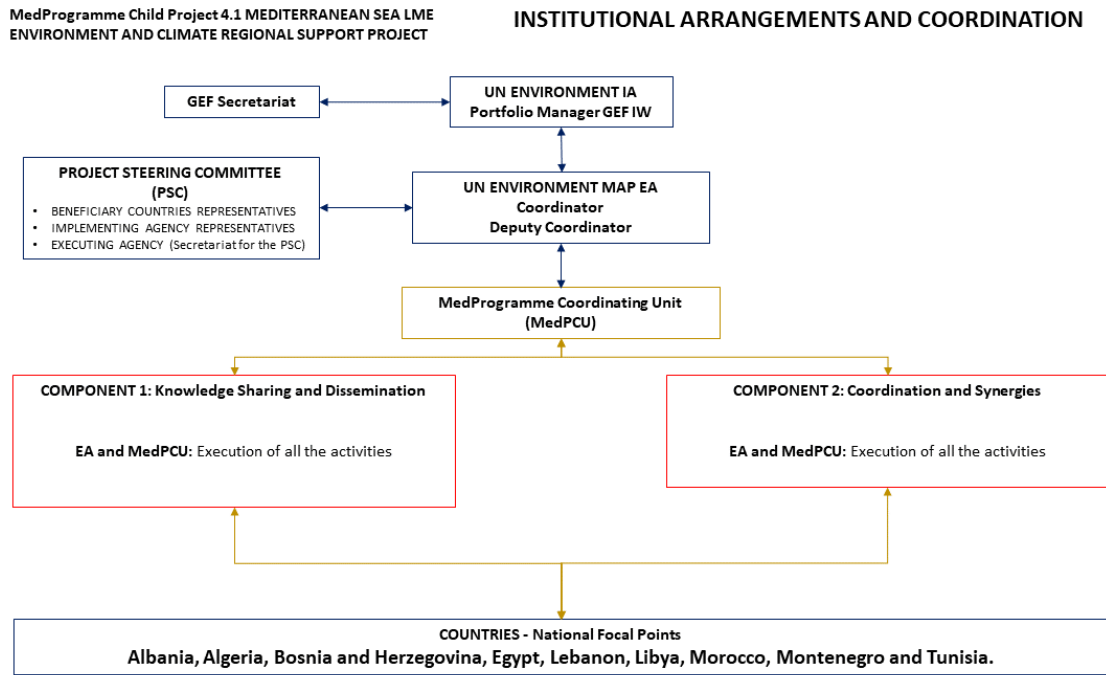 MedProgramme Child Project 4.1 MEDITERRANEAN SEA LME
ENVIRONMENT AND CLIMATE REGIONAL SUPPORT PROJECT
INSTITUTIONAL ARRANGEMENTS AND COORDINATION
GEF Secretariat
UN ENVIRONMENT IA
Portfolio Manager GEF IW
PROJECT STEERING COMMITTEE
(PSC)
• BENEFICIARY COUNTRIES REPRESENTATIVES
• IMPLEMENTING AGENCY REPRESENTATIVES
• EXECUTING AGENCY (Secretariat for the PSC)
UN ENVIRONMENT MAP EA
Coordinator
Deputy Coordinator
MedProgramme Coordinating Unit
(MedPCU)
COMPONENT 1: Knowledge Sharing and Dissemination
EA and MedPCU: Execution of all the activities
COMPONENT 2: Coordination and Synergies
EA and MedPCU: Execution of all the activities
COUNTRIES - National Focal Points
Albania, Algeria, Bosnia and Herzegovina, Egypt, Lebanon, Libya, Morocco, Montenegro and Tunisia.